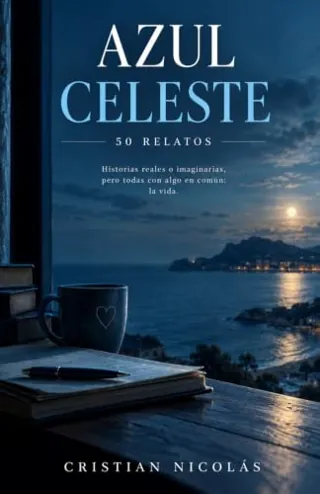 AZUL
CELESTE
50 RELATOS
Historias reales o imaginarias,
pero todas con algo en común:
la vida.
CRISTIAN NICOLÁS